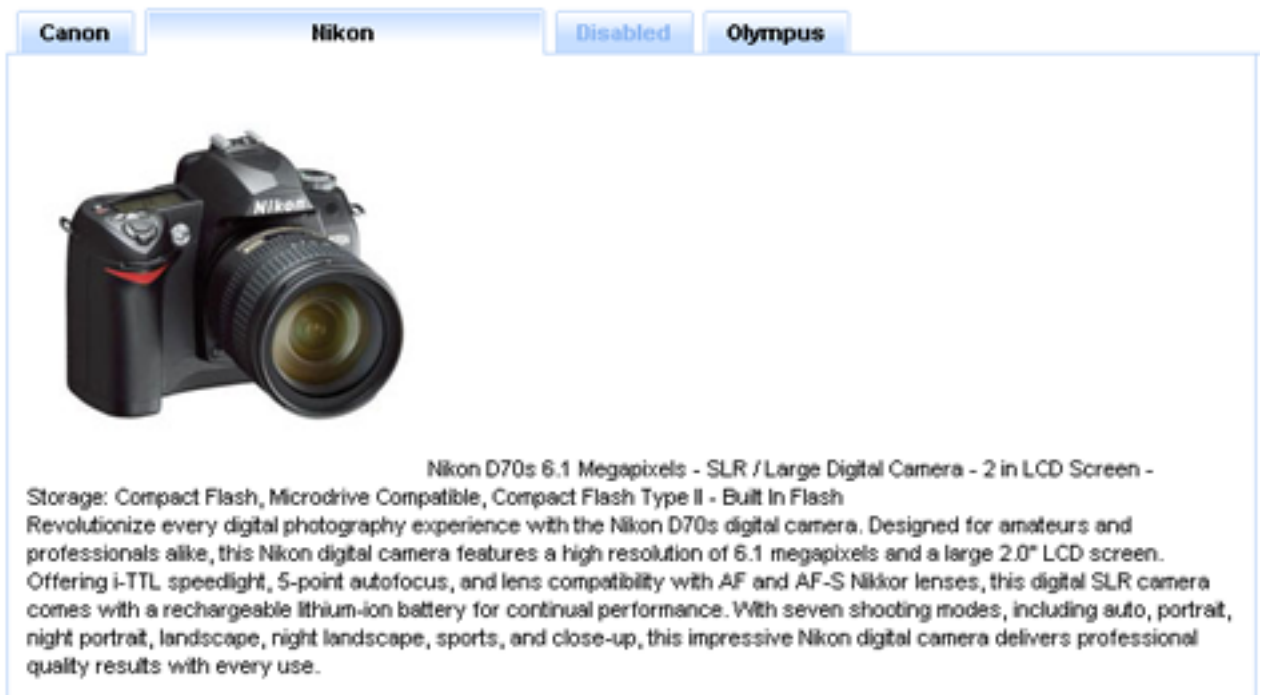 Canon
Nikon
Disabled
Olympus
Nikon
Nikon D70s 6.1 Megapixels - SLR / Large Digital Camera - 2 in LCD Screen -
Storage: Compact Flash, Microdrive Compatible, Compact Flash Type II - Built In Flash
Revolutionize every digital photography experience with the Nikon D70s digital camera. Designed for amateurs and
professionals alike, this Nikon digital camera features a high resolution of 6.1 megapixels and a large 2.0" LCD screen.
Offering i-TTL speedlight, 5-point autofocus, and lens compatibility with AF and AF-S Nikkor lenses, this digital SLR camera
comes with a rechargeable lithium-ion battery for continual performance. With seven shooting modes, including auto, portrait,
night portrait, landscape, night landscape, sports, and close-up, this impressive Nikon digital camera delivers professional
quality results with every use.